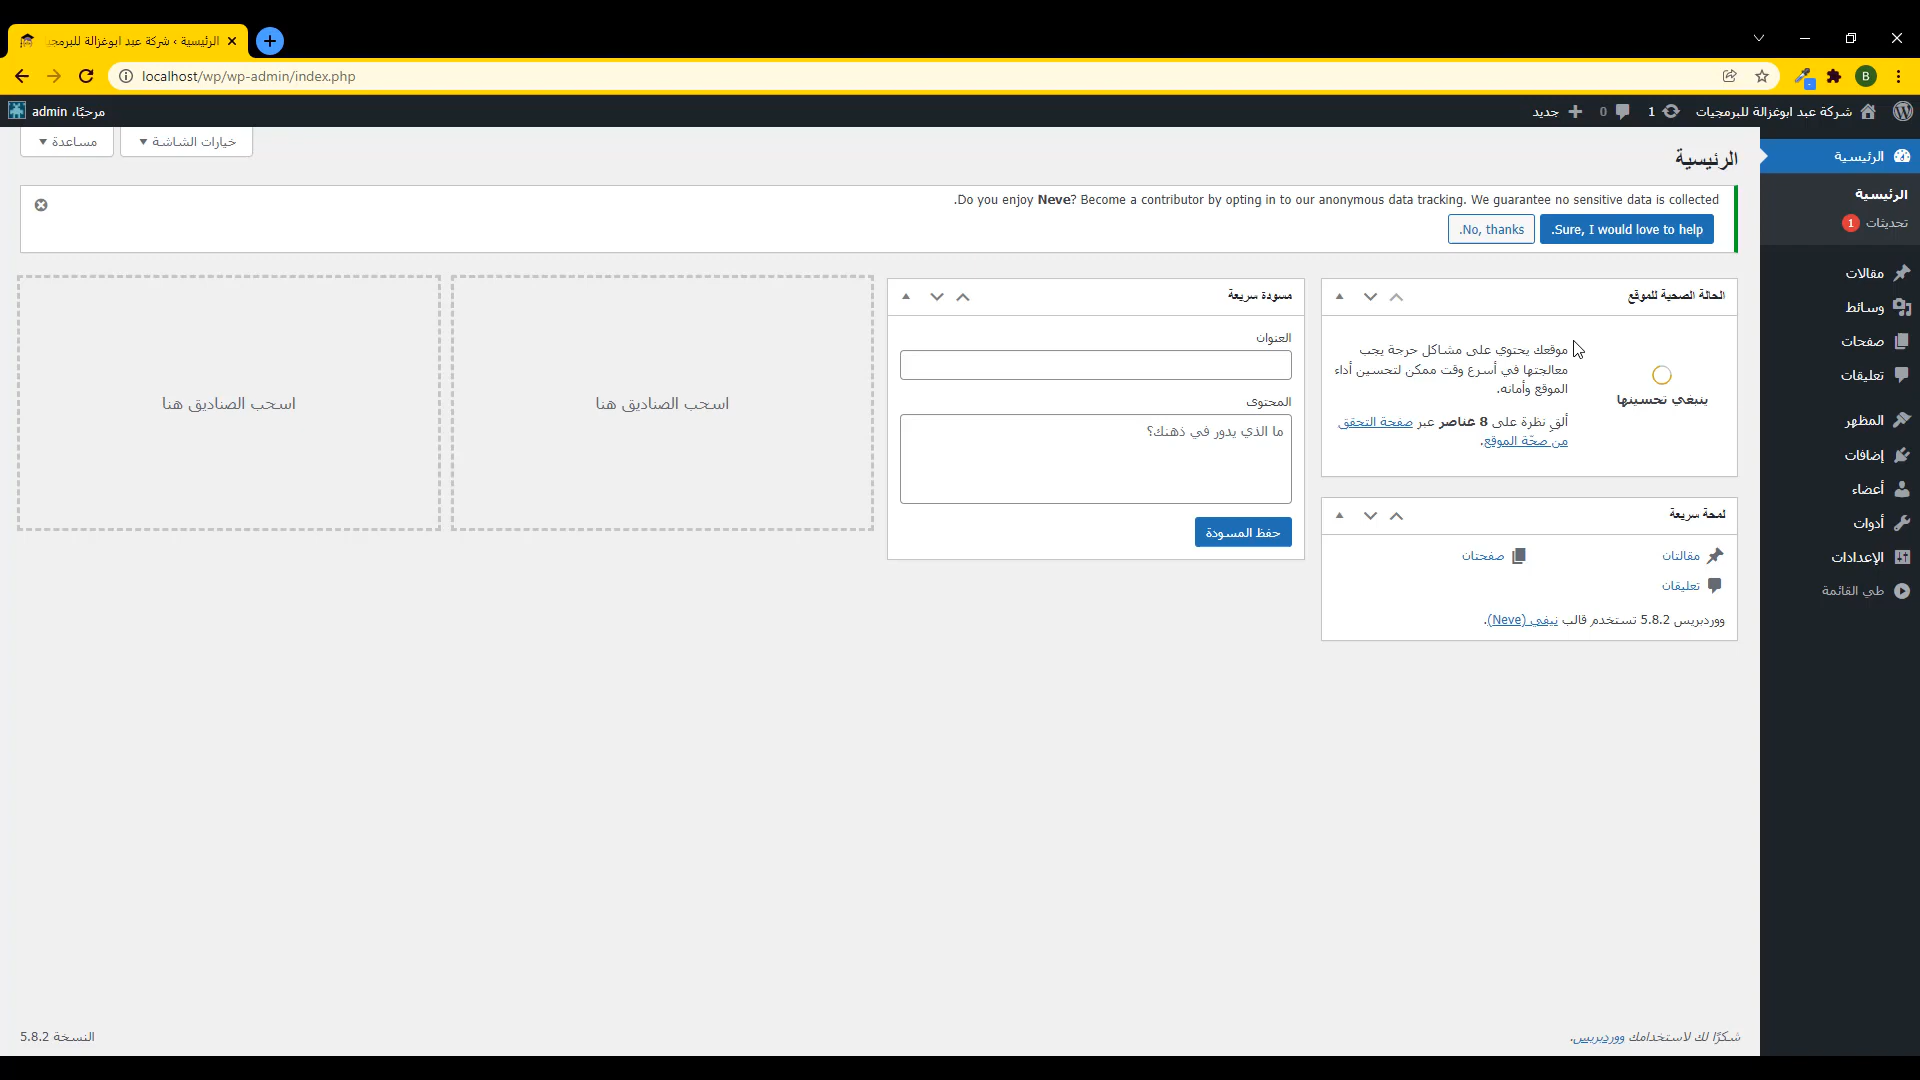 الرئيسية ‹ شركة عبد ابوغزالة للبرمجيا
localhost/wp/wp-admin/index.php
B
شركة عبد ابوغزالة للبرمجيات
1
0
جديد
مرحبًا، admin
الرئيسية
الرئيسية
تحديثات 1
مقالات
وسائط
صفحات
تعليقات
المظهر
إضافات
أعضاء
أدوات
الإعدادات
طي القائمة
خيارات الشاشة
مساعدة
الرئيسية
.Do you enjoy Neve? Become a contributor by opting in to our anonymous data tracking. We guarantee no sensitive data is collected
.Sure, I would love to help
.No, thanks
الحالة الصحية للموقع
ينبغي تحسينها
موقعك يحتوي على مشاكل حرجة يجب
معالجتها في أسرع وقت ممكن لتحسين أداء
الموقع وأمانه.
ألقِ نظرة على 8 عناصر عبر صفحة التحقق
من صحّة الموقع.
لمحة سريعة
مقالتان
صفحتان
تعليقان
ووردبريس 5.8.2 تستخدم قالب نيفي (Neve).
مسودة سريعة
العنوان
المحتوى
ما الذي يدور في ذهنك؟
حفظ المسودة
اسحب الصناديق هنا
اسحب الصناديق هنا
شكرًا لك لاستخدامك ووردبريس.
النسخة 5.8.2